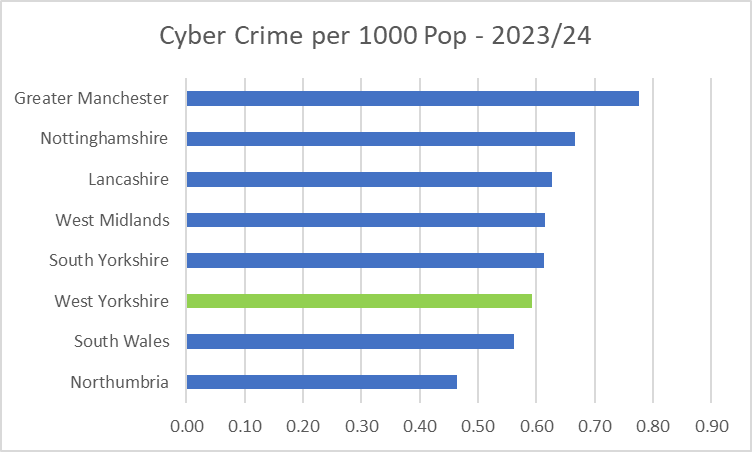 Cyber Crime per 1000 Pop - 2023/24
Greater Manchester
Nottinghamshire
Lancashire
West Midlands
South Yorkshire
West Yorkshire
South Wales
Northumbria
0.00 0.10 0.20 0.30 0.40 0.50 0.60 0.70 0.80 0.90